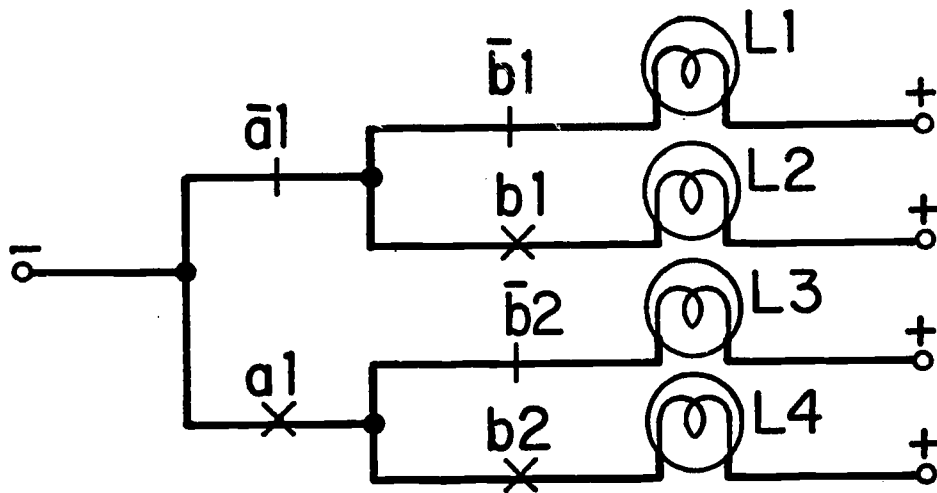 L1
b̄1
+
ā1
L2
b1
+
−
L3
b̄2
+
a1
L4
b2
+